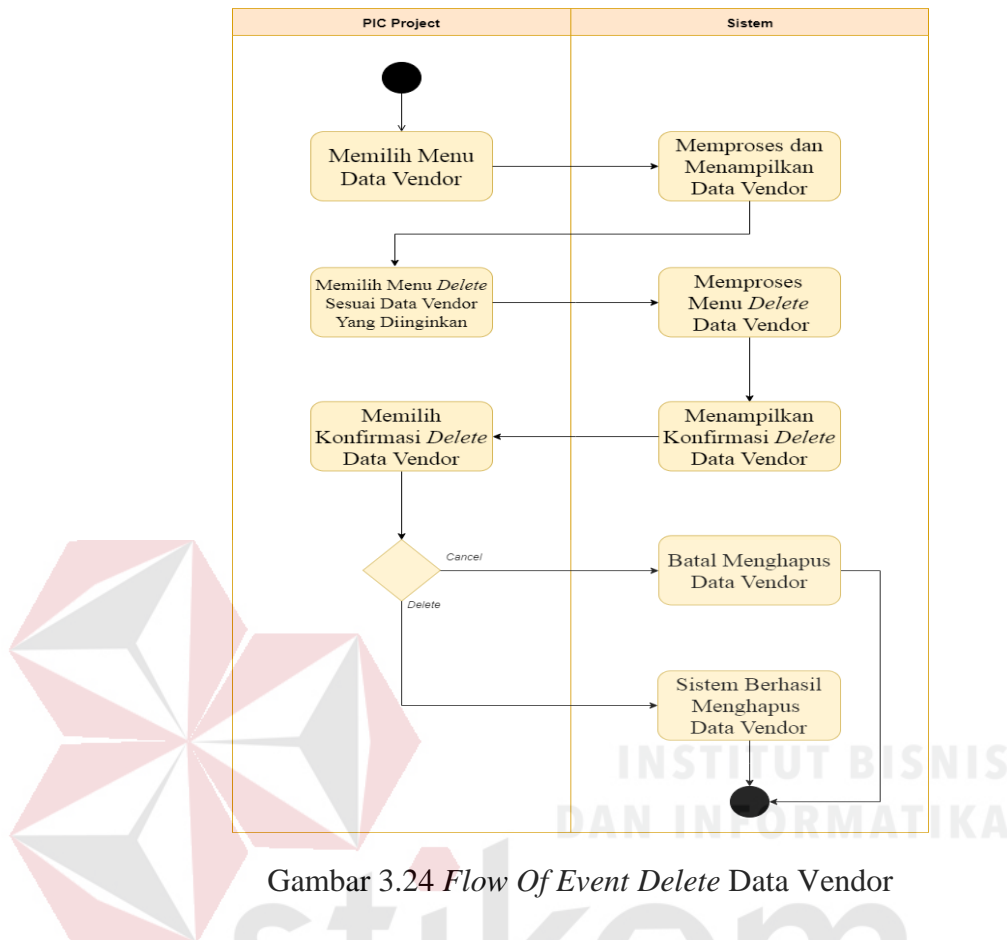 PIC Project
Sistem
Memilih Menu
Data Vendor
Memproses dan
Menampilkan
Data Vendor
Memilih Menu Delete
Sesuai Data Vendor
Yang Diinginkan
Memproses
Menu Delete
Data Vendor
Menampilkan
Konfirmasi Delete
Data Vendor
Memilih
Konfirmasi Delete
Data Vendor
Cancel
Batal Menghapus
Data Vendor
Delete
Sistem Berhasil
Menghapus
Data Vendor
INSTITUT BISNIS
DAN INFORMATIKA
Gambar 3.24 Flow Of Event Delete Data Vendor
stikom